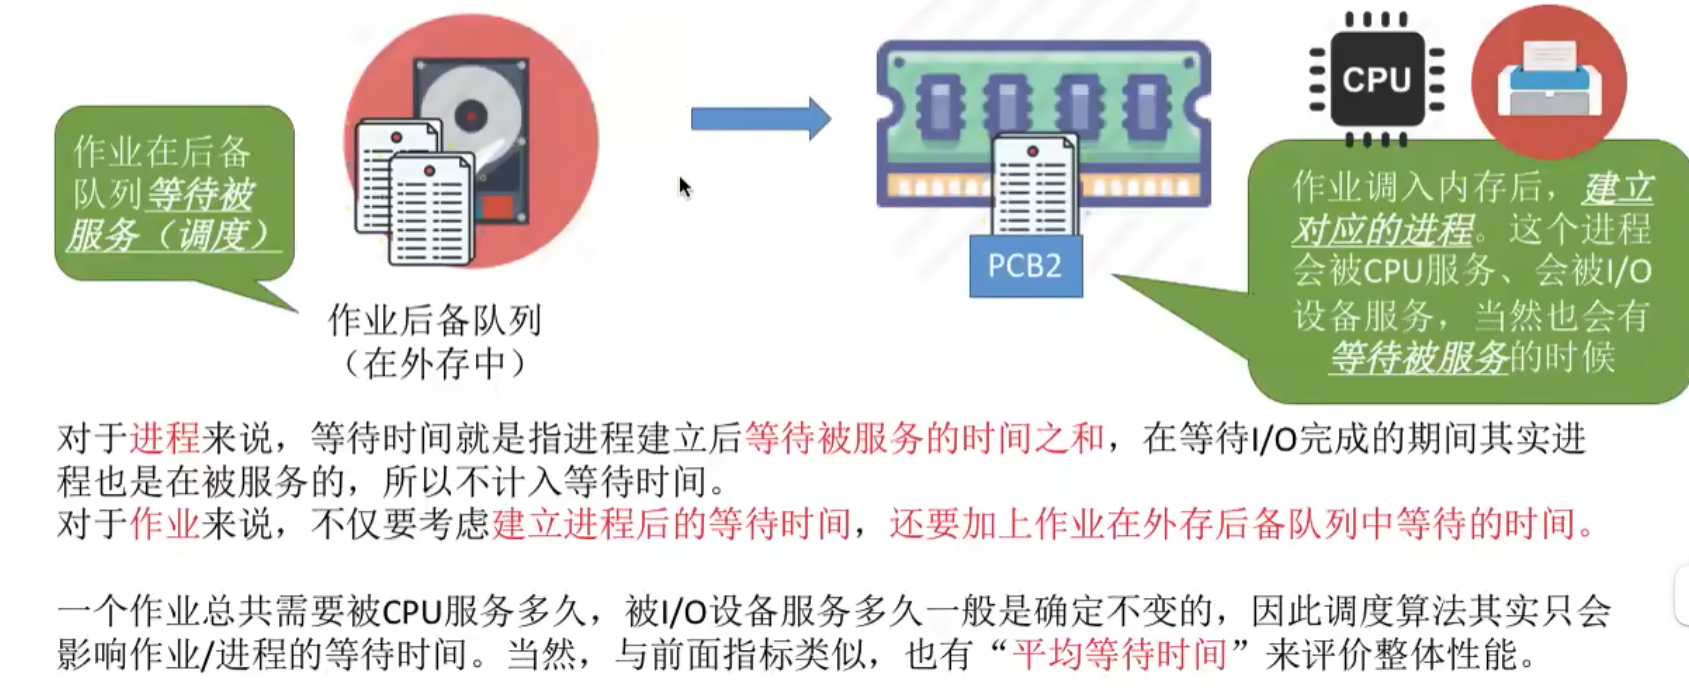 作业在后备
队列等待被
服务（调度）
作业后备队列
（在外存中）
PCB2
CPU
作业调入内存后，建立
对应的进程。这个进程
会被CPU服务、会被I/O
设备服务，当然也会有
等待被服务的时候
对于进程来说，等待时间就是指进程建立后等待被服务的时间之和，在等待I/O完成的期间其实进
程也是在被服务的，所以不计入等待时间。
对于作业来说，不仅要考虑建立进程后的等待时间，还要加上作业在外存后备队列中等待的时间。
一个作业总共需要被CPU服务多久，被I/O设备服务多久一般是确定不变的，因此调度算法其实只会
影响作业/进程的等待时间。当然，与前面指标类似，也有“平均等待时间”来评价整体性能。